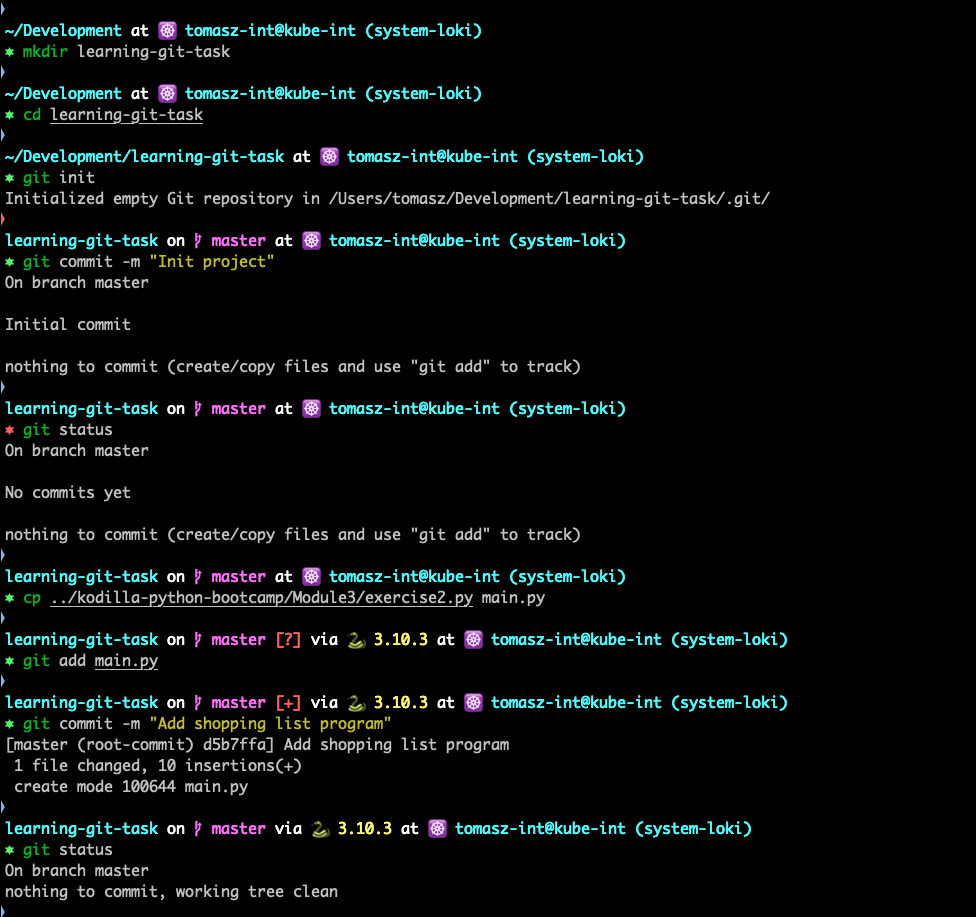 ~/Development at ☸ tomasz-int@kube-int (system-loki)
✶ mkdir learning-git-task
~/Development at ☸ tomasz-int@kube-int (system-loki)
✶ cd learning-git-task
~/Development/learning-git-task at ☸ tomasz-int@kube-int (system-loki)
✶ git init
Initialized empty Git repository in /Users/tomasz/Development/learning-git-task/.git/
learning-git-task on ᚠ master at ☸ tomasz-int@kube-int (system-loki)
✶ git commit -m "Init project"
On branch master
Initial commit
nothing to commit (create/copy files and use "git add" to track)
learning-git-task on ᚠ master at ☸ tomasz-int@kube-int (system-loki)
✶ git status
On branch master
No commits yet
nothing to commit (create/copy files and use "git add" to track)
learning-git-task on ᚠ master at ☸ tomasz-int@kube-int (system-loki)
✶ cp ../kodilla-python-bootcamp/Module3/exercise2.py main.py
learning-git-task on ᚠ master [?] via 🐍 3.10.3 at ☸ tomasz-int@kube-int (system-loki)
✶ git add main.py
learning-git-task on ᚠ master [+] via 🐍 3.10.3 at ☸ tomasz-int@kube-int (system-loki)
✶ git commit -m "Add shopping list program"
[master (root-commit) d5b7ffa] Add shopping list program
1 file changed, 10 insertions(+)
create mode 100644 main.py
learning-git-task on ᚠ master via 🐍 3.10.3 at ☸ tomasz-int@kube-int (system-loki)
✶ git status
On branch master
nothing to commit, working tree clean